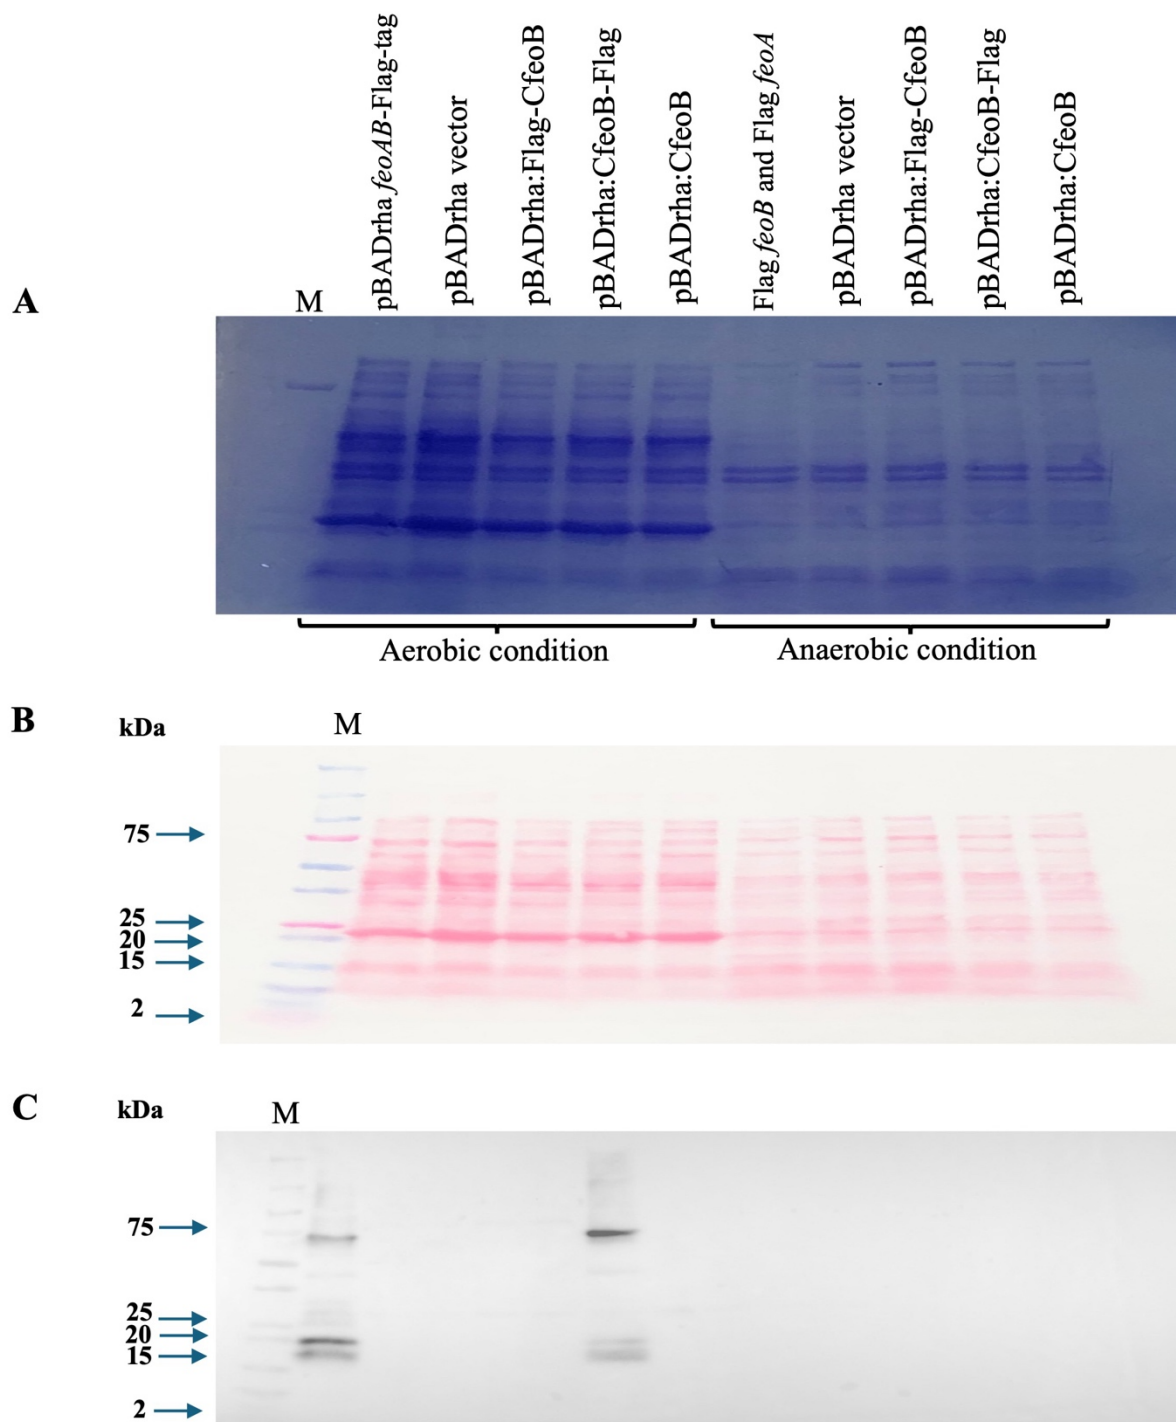 pBADrha feoAB-Flag-tag
pBADrha vector
pBADrha:Flag-CfeoB
pBADrha:CfeoB-Flag
pBADrha:CfeoB
Flag feoB and Flag feoA
pBADrha vector
pBADrha:Flag-CfeoB
pBADrha:CfeoB-Flag
pBADrha:CfeoB
A
M
Aerobic condition
Anaerobic condition
B
kDa
M
75
25
20
15
2
C
kDa
M
75
25
20
15
2